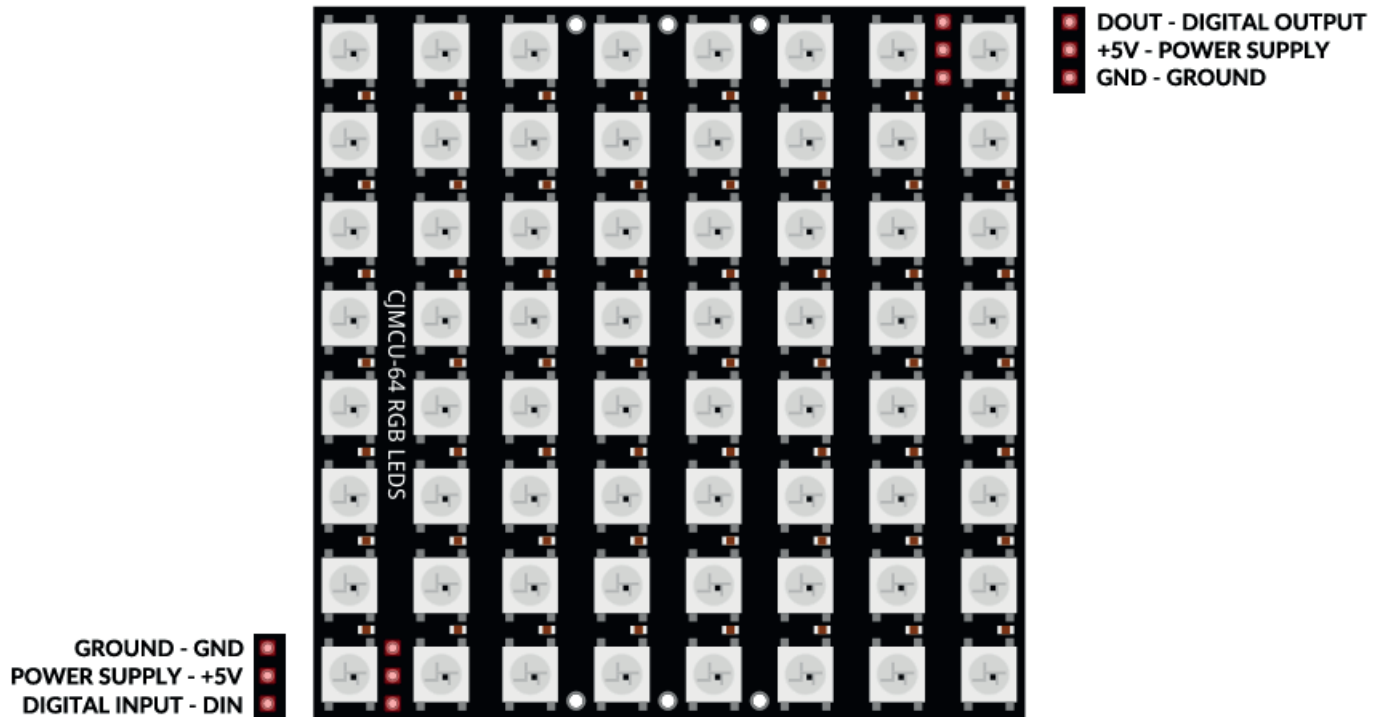 DOUT - DIGITAL OUTPUT
+5V - POWER SUPPLY
GND - GROUND
CJMCU-64 RGB LEDS
GROUND - GND
POWER SUPPLY - +5V
DIGITAL INPUT - DIN